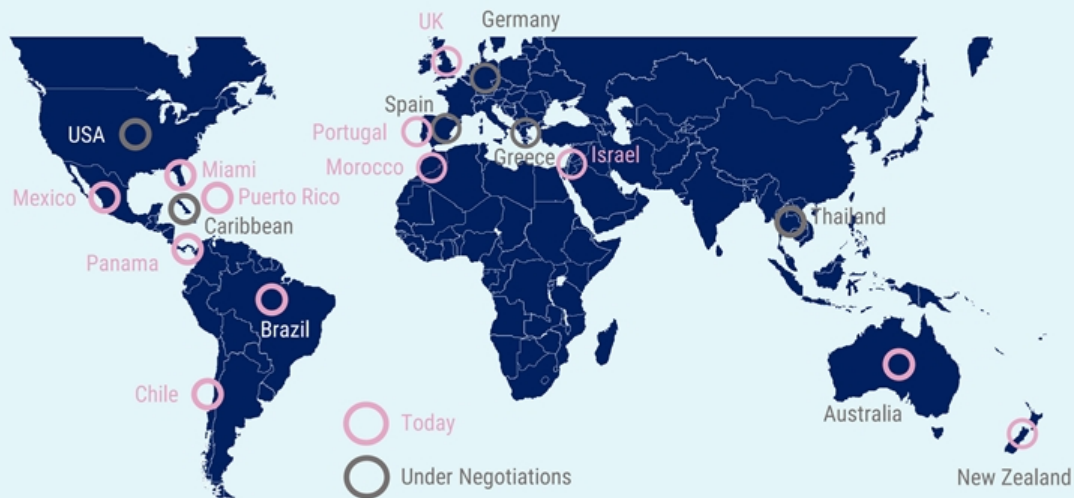 Germany
UK
Spain
USA
Portugal
Greece
Israel
Morocco
Miami
Mexico
Puerto Rico
Thailand
Caribbean
Panama
Brazil
Chile
Australia
Today
Under Negotiations
New Zealand